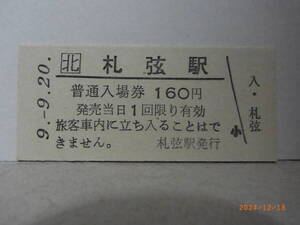 9.-9.20.
北 札弦駅
普通入場券 160円
発売当日1回限り有効
旅客車内に立ち入ることはで
きません。 札弦駅発行
入・札弦
小
2024/12/18